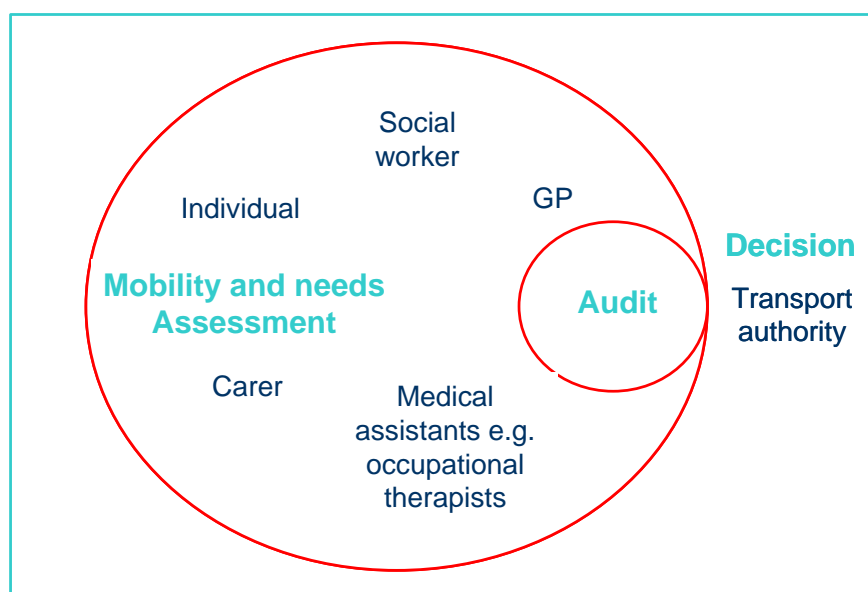 Social
worker
Individual
GP
Mobility and needs
Assessment
Audit
Decision
Transport
authority
Carer
Medical
assistants e.g.
occupational
therapists